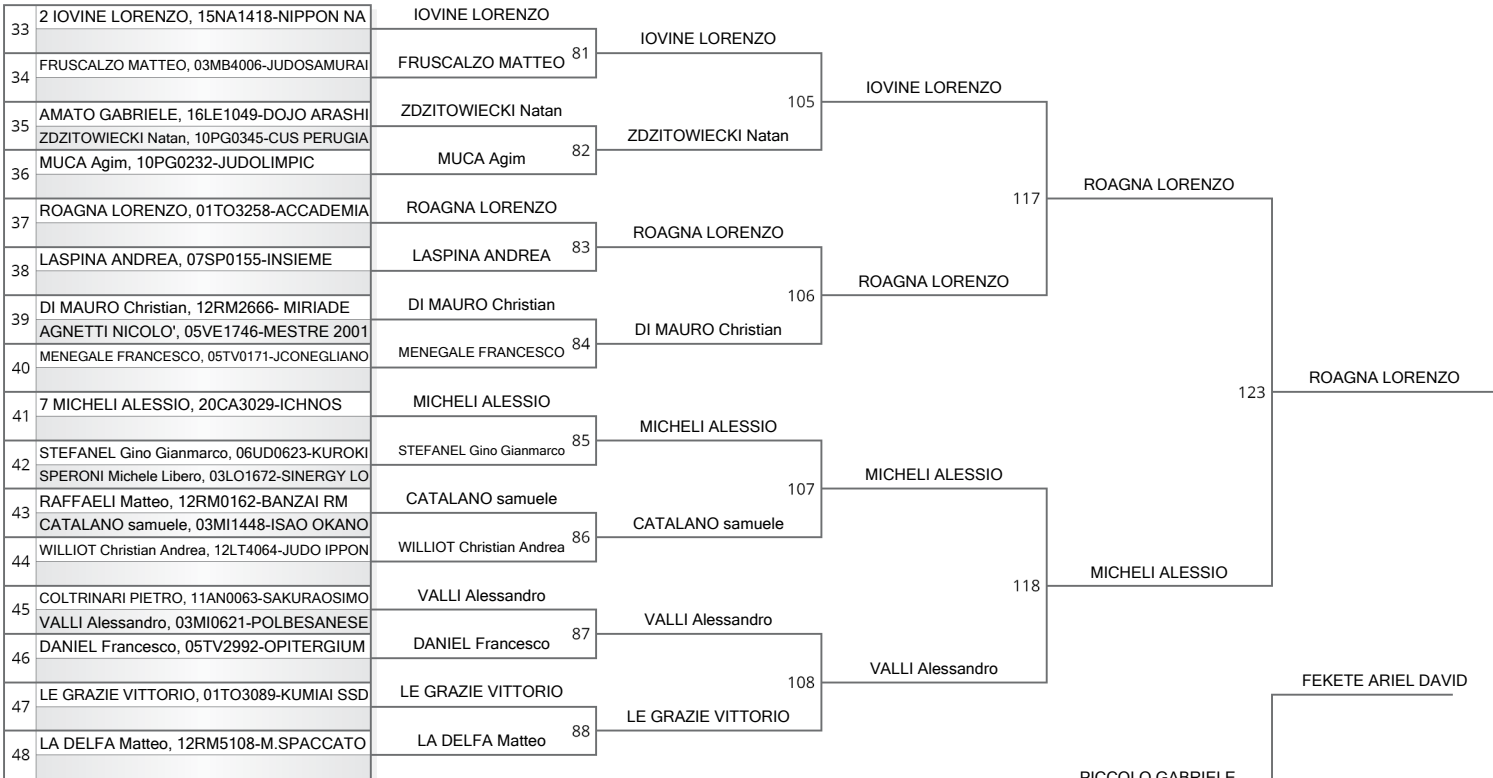 33
2 IOVINE LORENZO, 15NA1418-NIPPON NA
34
FRUSCALZO MATTEO, 03MB4006-JUDOSAMURAI
35
AMATO GABRIELE, 16LE1049-DOJO ARASHI
ZDZITOWIECKI Natan, 10PG0345-CUS PERUGIA
36
MUCA Agim, 10PG0232-JUDOLIMPIC
37
ROAGNA LORENZO, 01TO3258-ACCADEMIA
38
LASPINA ANDREA, 07SP0155-INSIEME
39
DI MAURO Christian, 12RM2666- MIRIADE
AGNETTI NICOLO', 05VE1746-MESTRE 2001
40
MENEGALE FRANCESCO, 05TV0171-JCONEGLIANO
41
7 MICHELI ALESSIO, 20CA3029-ICHNOS
42
STEFANEL Gino Gianmarco, 06UD0623-KUROKI
SPERONI Michele Libero, 03LO1672-SINERGY LO
43
RAFFAELI Matteo, 12RM0162-BANZAI RM
CATALANO samuele, 03MI1448-ISAO OKANO
44
WILLIOT Christian Andrea, 12LT4064-JUDO IPPON
45
COLTRINARI PIETRO, 11AN0063-SAKURAOSIMO
VALLI Alessandro, 03MI0621-POLBESANESE
46
DANIEL Francesco, 05TV2992-OPITERGIUM
47
LE GRAZIE VITTORIO, 01TO3089-KUMIAI SSD
48
LA DELFA Matteo, 12RM5108-M.SPACCATO
IOVINE LORENZO
81
FRUSCALZO MATTEO
ZDZITOWIECKI Natan
82
MUCA Agim
ROAGNA LORENZO
83
LASPINA ANDREA
DI MAURO Christian
84
MENEGALE FRANCESCO
MICHELI ALESSIO
85
STEFANEL Gino Gianmarco
CATALANO samuele
86
WILLIOT Christian Andrea
VALLI Alessandro
87
DANIEL Francesco
LE GRAZIE VITTORIO
88
LA DELFA Matteo
IOVINE LORENZO
105
ZDZITOWIECKI Natan
ROAGNA LORENZO
106
DI MAURO Christian
MICHELI ALESSIO
107
CATALANO samuele
VALLI Alessandro
108
LE GRAZIE VITTORIO
IOVINE LORENZO
117
ROAGNA LORENZO
MICHELI ALESSIO
118
VALLI Alessandro
ROAGNA LORENZO
123
MICHELI ALESSIO
ROAGNA LORENZO
FEKETE ARIEL DAVID
PICCOLO GABRIELE